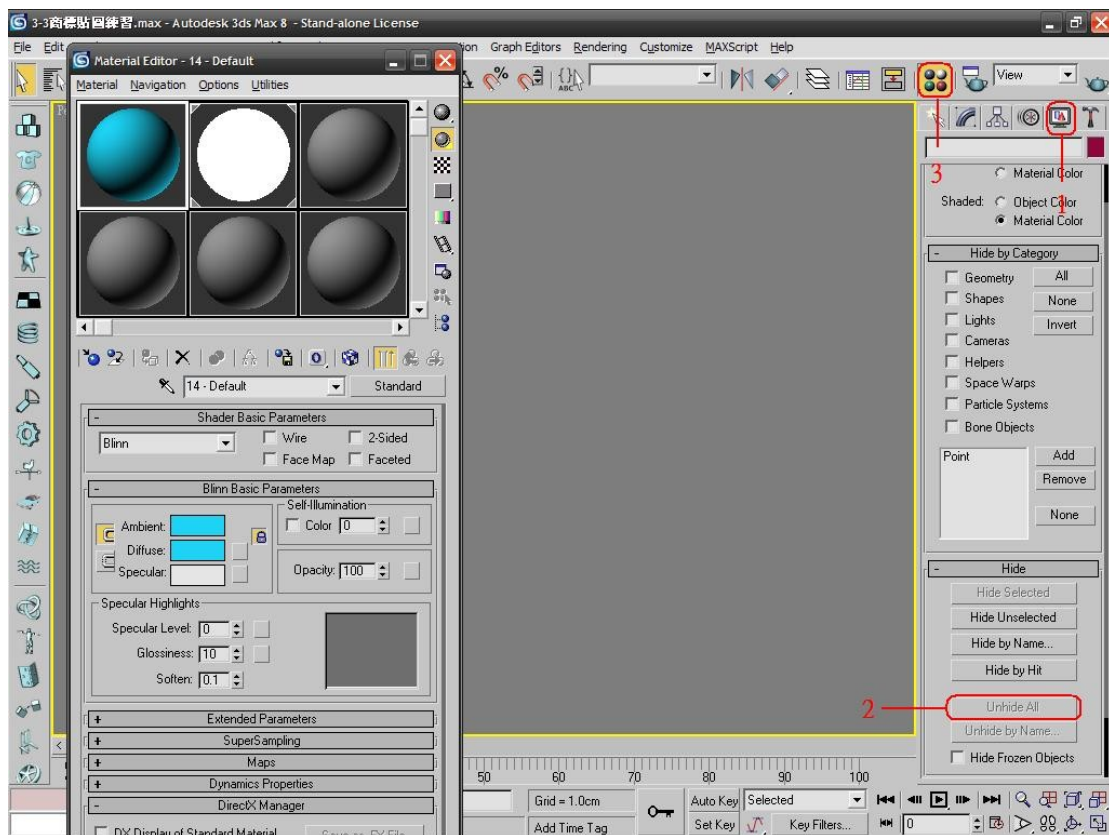 3-3商標貼圖練習.max - Autodesk 3ds Max 8 - Stand-alone License
File Edit Graph Editors Rendering Customize MAXScript Help
View
Material Editor - 14 - Default
Material Navigation Options Utilities
14 - Default Standard
- Shader Basic Parameters
Blinn Wire 2-Sided
Face Map Faceted
- Blinn Basic Parameters
Self-Illumination
Ambient: Color 0
Diffuse:
Specular: Opacity: 100
Specular Highlights
Specular Level: 0
Glossiness: 10
Soften: 0.1
+ Extended Parameters
+ SuperSampling
+ Maps
+ Dynamics Properties
- DirectX Manager
DX Display of Standard Material Save as .FX File
3
1
Material Color
Shaded: Object Color
Material Color
- Hide by Category
Geometry All
Shapes None
Lights Invert
Cameras
Helpers
Space Warps
Particle Systems
Bone Objects
Point Add
Remove
None
- Hide
Hide Selected
Hide Unselected
Hide by Name...
Hide by Hit
2 Unhide All
Unhide by Name...
Hide Frozen Objects
50 60 70 80 90 100
Grid = 1.0cm Auto Key Selected
Add Time Tag Set Key Key Filters... 0